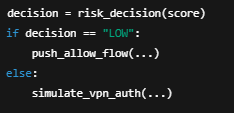 decision = risk_decision(score)
if decision == "LOW":
    push_allow_flow(...)
else:
    simulate_vpn_auth(...)